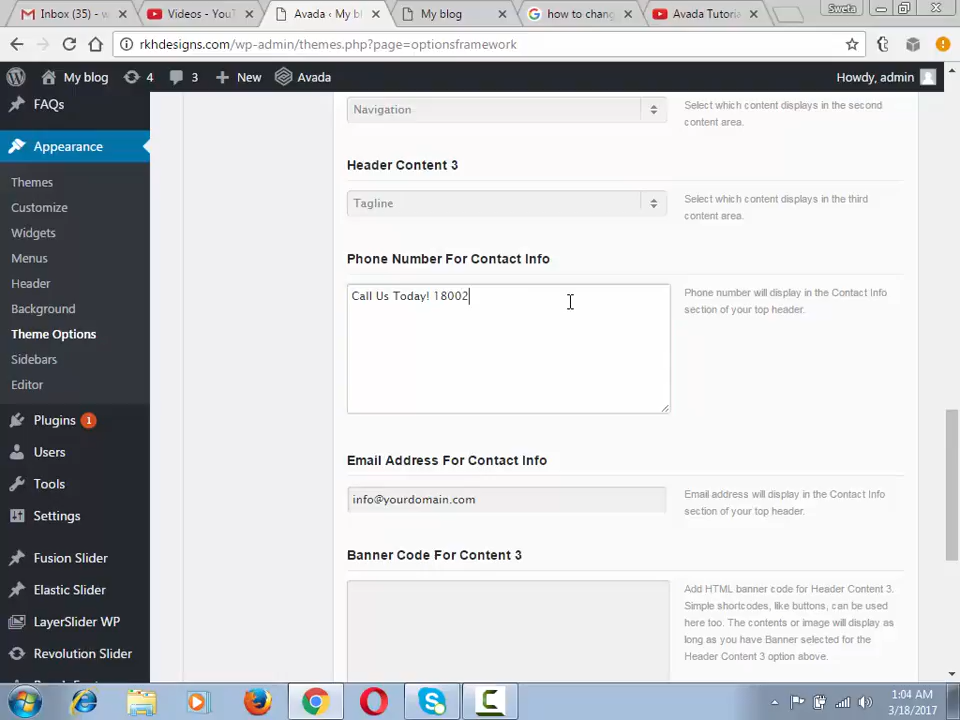 Inbox (35) - w
Videos - YouT
Avada ‹ My bl
My blog
how to chang
Avada Tutoria
Sweta
rkhdesigns.com/wp-admin/themes.php?page=optionsframework
My blog
4
3
New
Avada
Howdy, admin
FAQs
Appearance
Themes
Customize
Widgets
Menus
Header
Background
Theme Options
Sidebars
Editor
Plugins 1
Users
Tools
Settings
Fusion Slider
Elastic Slider
LayerSlider WP
Revolution Slider
Navigation
Select which content displays in the second
content area.
Header Content 3
Tagline
Select which content displays in the third
content area.
Phone Number For Contact Info
Call Us Today! 18002
Phone number will display in the Contact Info
section of your top header.
Email Address For Contact Info
info@yourdomain.com
Email address will display in the Contact Info
section of your top header.
Banner Code For Content 3
Add HTML banner code for Header Content 3.
Simple shortcodes, like buttons, can be used
here too. The contents or image will display as
long as you have Banner selected for the
Header Content 3 option above.
1:04 AM
3/18/2017